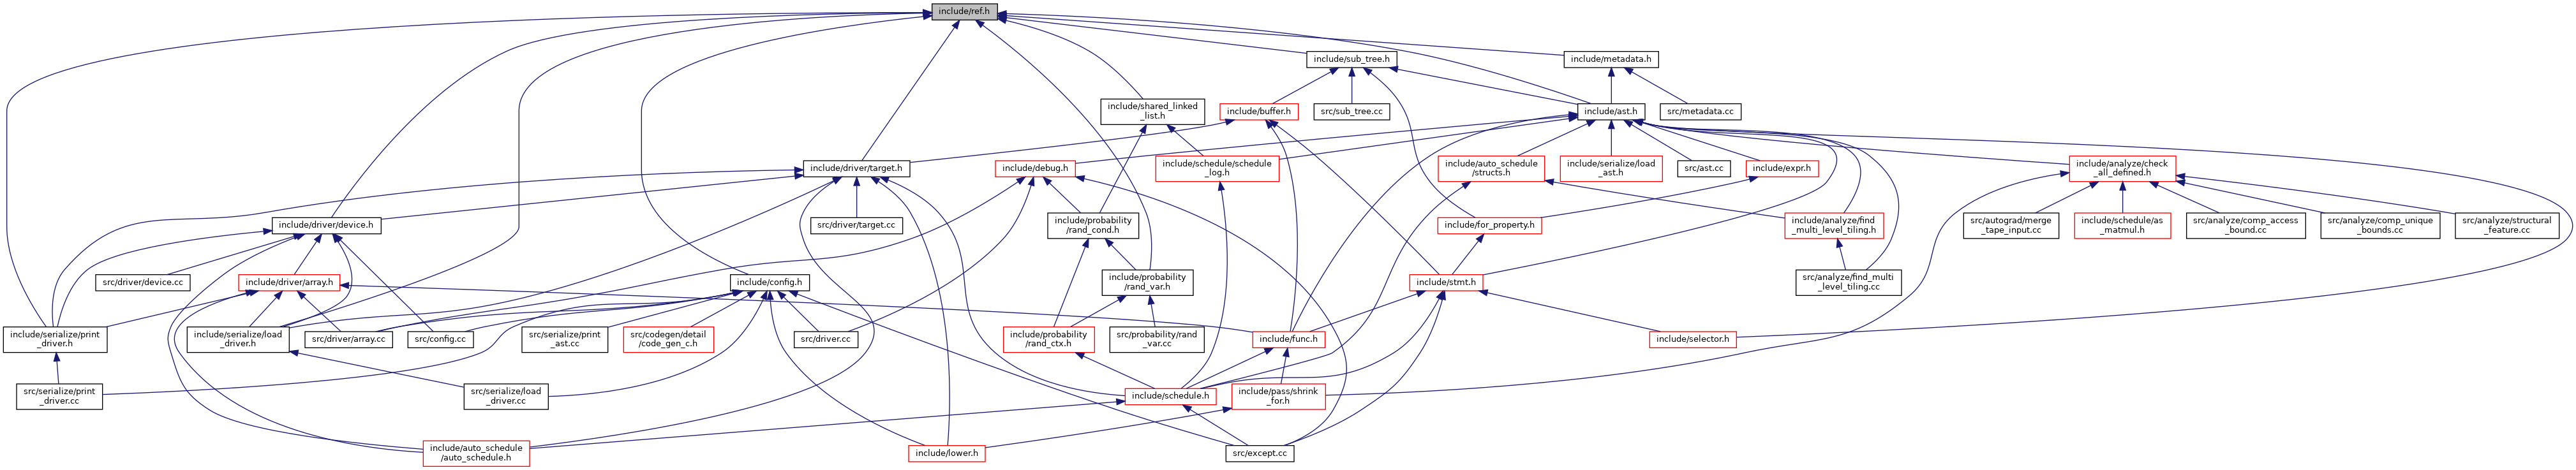 include/ref.h
include/sub_tree.h
include/metadata.h
include/shared_linked
_list.h
include/buffer.h
src/sub_tree.cc
include/ast.h
src/metadata.cc
include/driver/target.h
include/debug.h
include/schedule/schedule
_log.h
include/auto_schedule
/structs.h
include/serialize/load
_ast.h
src/ast.cc
include/expr.h
include/analyze/check
_all_defined.h
include/driver/device.h
src/driver/target.cc
include/probability
/rand_cond.h
include/for_property.h
include/analyze/find
_multi_level_tiling.h
src/autograd/merge
_tape_input.cc
include/schedule/as
_matmul.h
src/analyze/comp_access
_bound.cc
src/analyze/comp_unique
_bounds.cc
src/analyze/structural
_feature.cc
src/driver/device.cc
include/driver/array.h
include/config.h
include/probability
/rand_var.h
include/stmt.h
src/analyze/find_multi
_level_tiling.cc
include/serialize/print
_driver.h
include/serialize/load
_driver.h
src/driver/array.cc
src/config.cc
src/serialize/print
_ast.cc
src/codegen/detail
/code_gen_c.h
src/driver.cc
include/probability
/rand_ctx.h
src/probability/rand
_var.cc
include/func.h
include/selector.h
src/serialize/print
_driver.cc
src/serialize/load
_driver.cc
include/schedule.h
include/pass/shrink
_for.h
include/auto_schedule
/auto_schedule.h
include/lower.h
src/except.cc